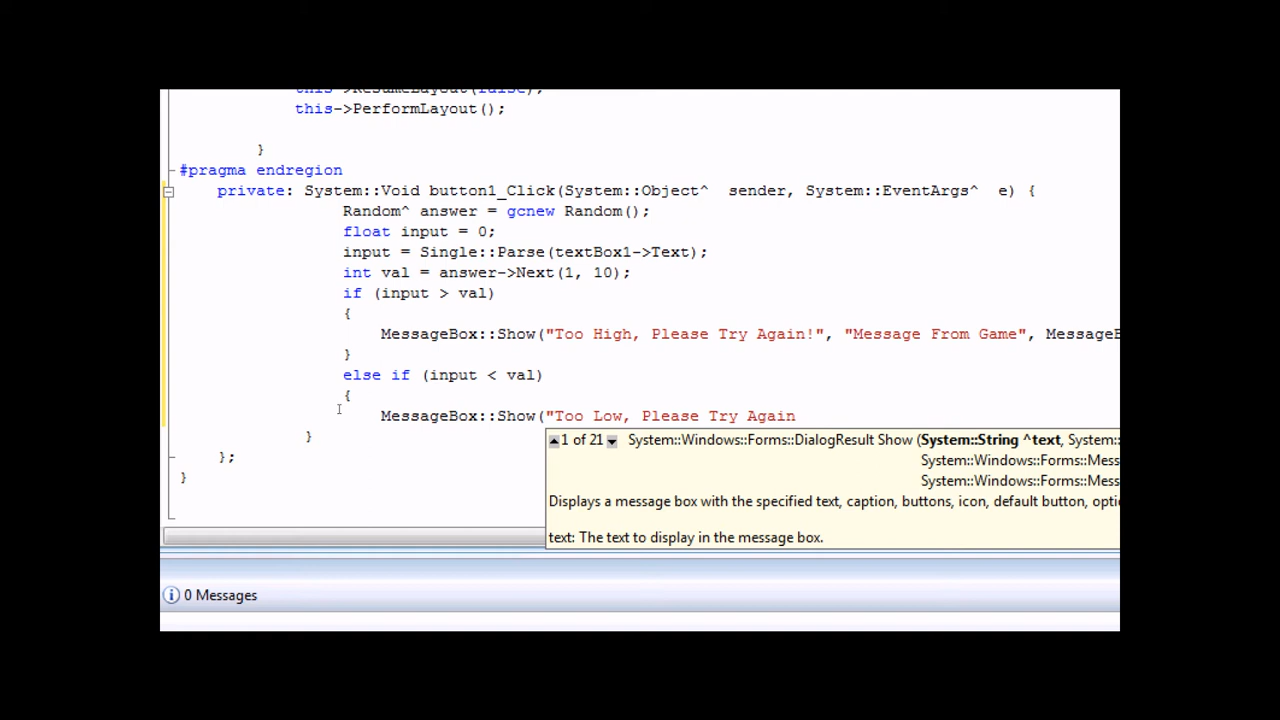 this->ResumeLayout(false);
this->PerformLayout();
}
#pragma endregion
private: System::Void button1_Click(System::Object^  sender, System::EventArgs^  e) {
Random^ answer = gcnew Random();
float input = 0;
input = Single::Parse(textBox1->Text);
int val = answer->Next(1, 10);
if (input > val)
{
MessageBox::Show("Too High, Please Try Again!", "Message From Game", MessageB
}
else if (input < val)
{
MessageBox::Show("Too Low, Please Try Again
}
};
}
1 of 21 System::Windows::Forms::DialogResult Show (System::String ^text, System::
System::Windows::Forms::Mess
System::Windows::Forms::Mess
Displays a message box with the specified text, caption, buttons, icon, default button, optio
text: The text to display in the message box.
0 Messages